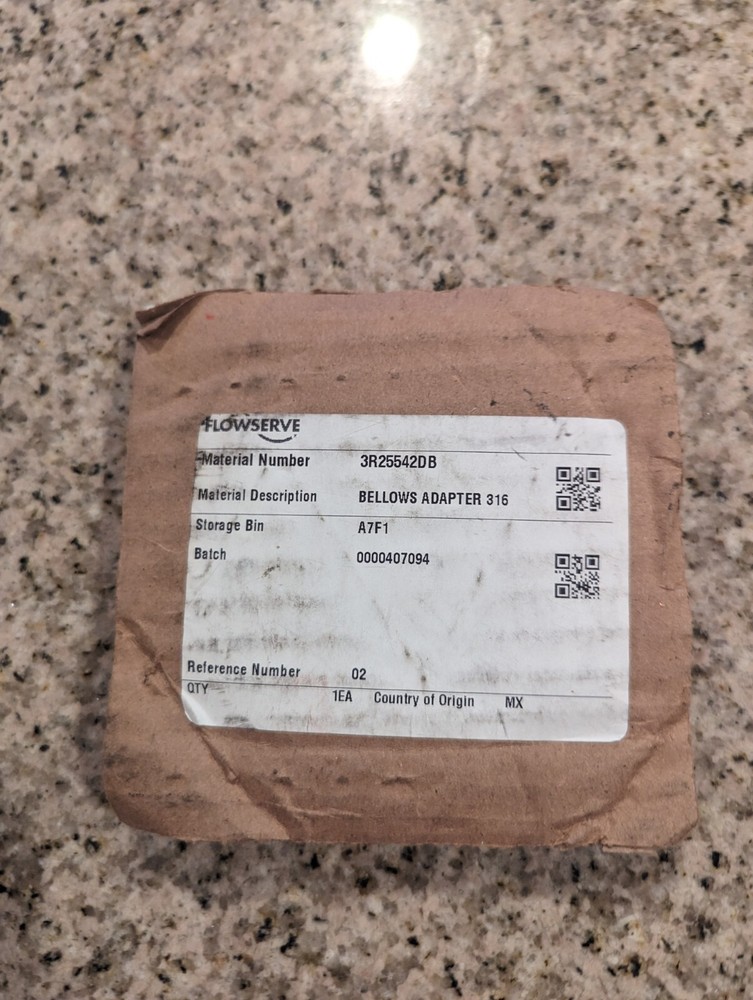 FLOWSERVE
Material Number 3R25542DB
Material Description BELLOWS ADAPTER 316
Storage Bin A7F1
Batch 0000407094
Reference Number 02
QTY 1EA Country of Origin MX